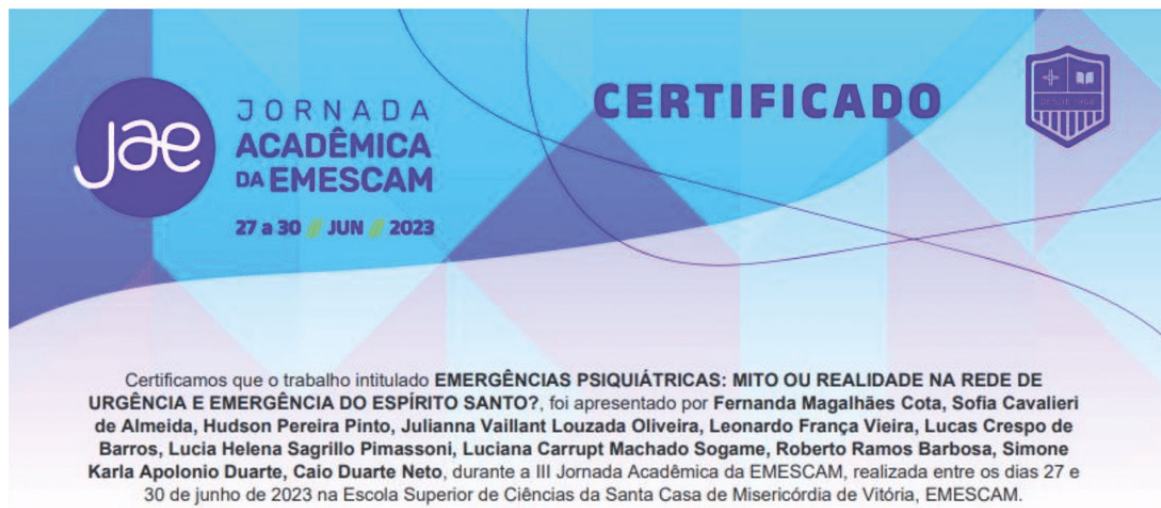 CERTIFICADO
jae
JORNADA
ACADÊMICA
DA EMESCAM
27 a 30 // JUN // 2023
DESDE 1968
Certificamos que o trabalho intitulado EMERGÊNCIAS PSIQUIÁTRICAS: MITO OU REALIDADE NA REDE DE
URGÊNCIA E EMERGÊNCIA DO ESPÍRITO SANTO?, foi apresentado por Fernanda Magalhães Cota, Sofia Cavalieri
de Almeida, Hudson Pereira Pinto, Julianna Vaillant Louzada Oliveira, Leonardo França Vieira, Lucas Crespo de
Barros, Lucia Helena Sagrillo Pimassoni, Luciana Carrupt Machado Sogame, Roberto Ramos Barbosa, Simone
Karla Apolonio Duarte, Caio Duarte Neto, durante a III Jornada Acadêmica da EMESCAM, realizada entre os dias 27 e
30 de junho de 2023 na Escola Superior de Ciências da Santa Casa de Misericórdia de Vitória, EMESCAM.